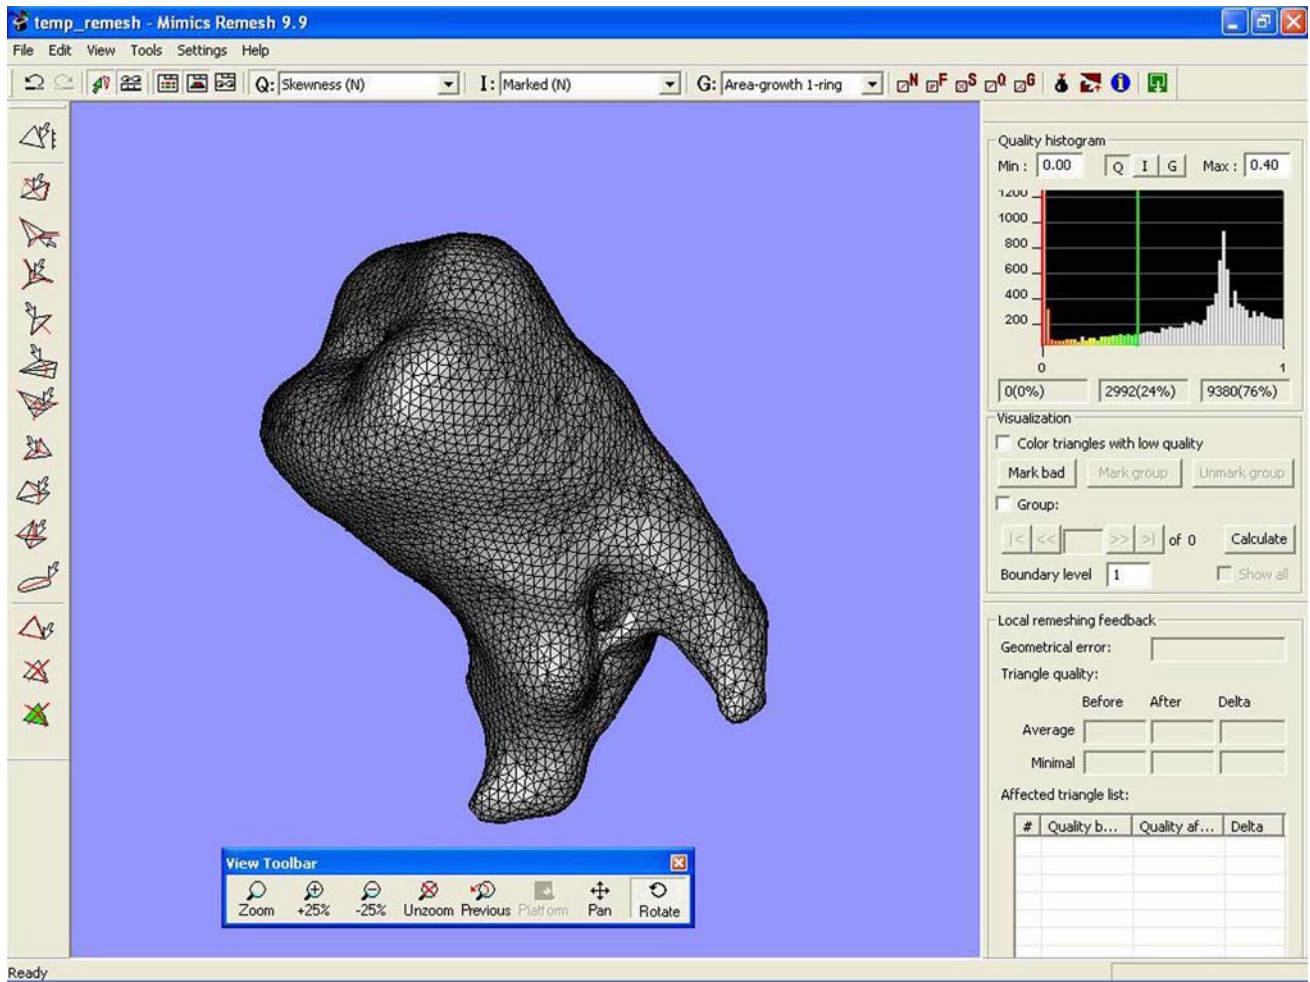 temp_remesh - Mimics Remesh 9.9
File Edit View Tools Settings Help
Q: Skewness (N) I: Marked (N) G: Area-growth 1-ring N F S Q G
Quality histogram
Min : 0.00 Q I G Max : 0.40
1200
1000
800
600
400
200
0 1
0(0%) 2992(24%) 9380(76%)
Visualization
Color triangles with low quality
Mark bad Mark group Unmark group
Group:
|< << >> >| of 0 Calculate
Boundary level 1 Show all
Local remeshing feedback
Geometrical error:
Triangle quality:
Before After Delta
Average
Minimal
Affected triangle list:
# Quality b... Quality af... Delta
View Toolbar
Zoom +25% -25% Unzoom Previous Platform Pan Rotate
Ready